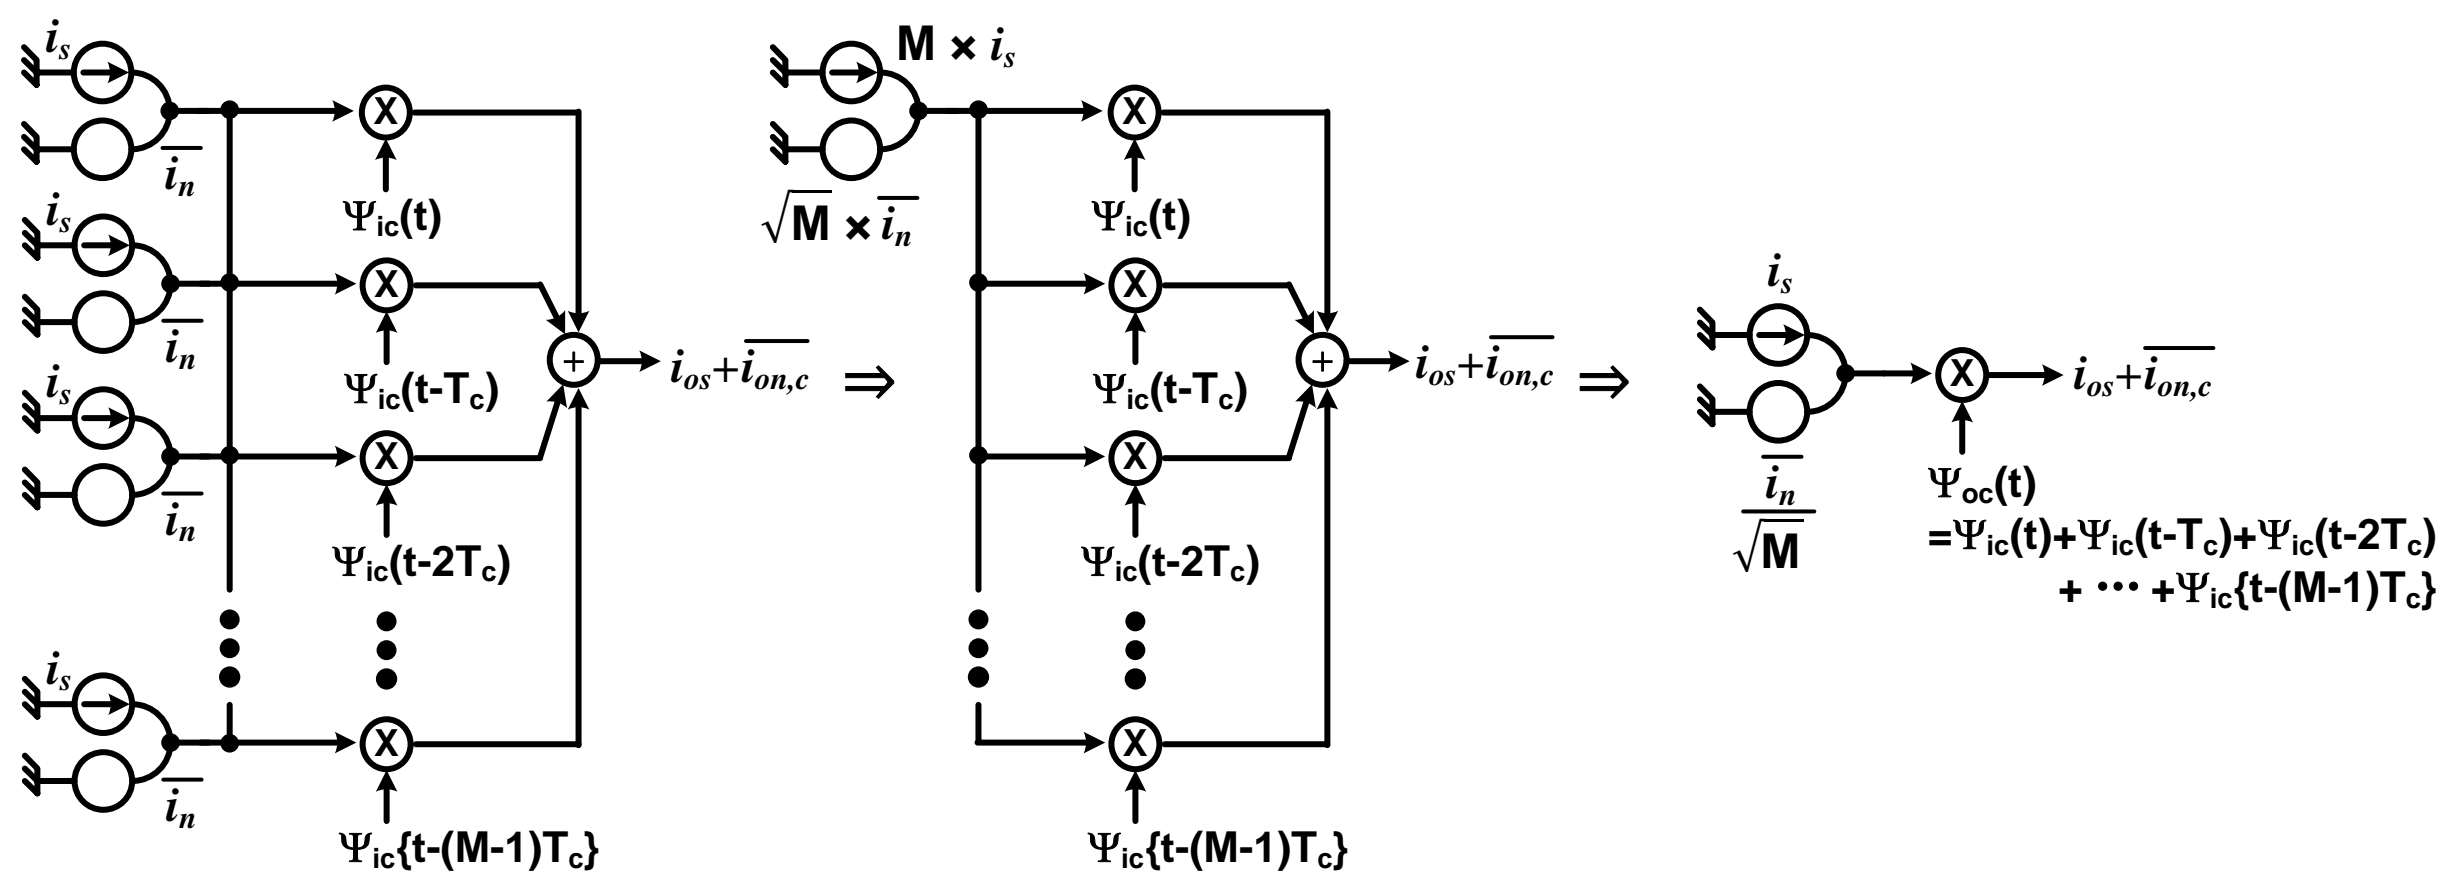 i_s
X
i_n
Ψ_ic(t)
i_s
X
i_n
Ψ_ic(t-T_c)
i_s
X
i_n
Ψ_ic(t-2T_c)
i_s
X
i_n
Ψ_ic{t-(M-1)T_c}
+
i_os+i_on,c
⇒
M × i_s
√M × i_n
X
Ψ_ic(t)
X
Ψ_ic(t-T_c)
X
Ψ_ic(t-2T_c)
X
Ψ_ic{t-(M-1)T_c}
+
i_os+i_on,c
⇒
i_s
i_n
√M
X
i_os+i_on,c
Ψ_oc(t)
=Ψ_ic(t)+Ψ_ic(t-T_c)+Ψ_ic(t-2T_c)
+ ··· +Ψ_ic{t-(M-1)T_c}